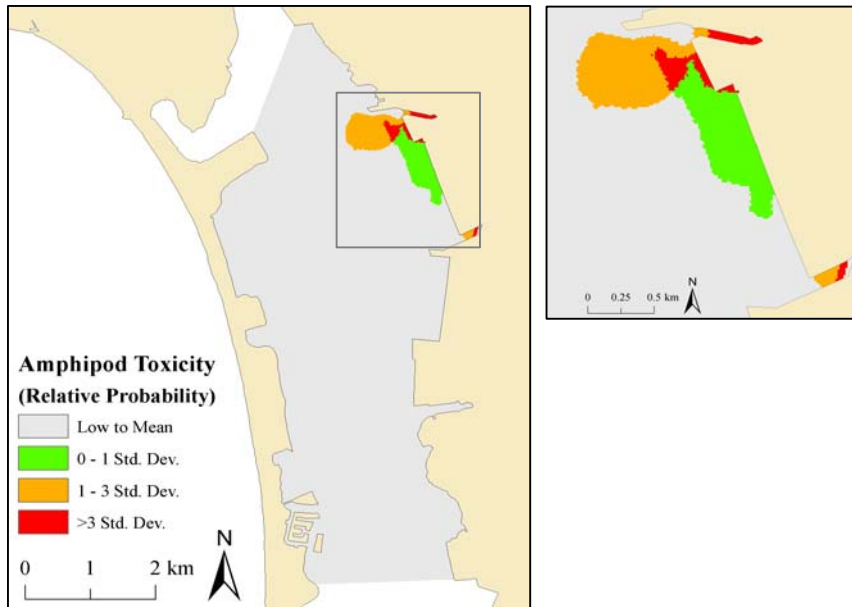 Amphipod Toxicity
(Relative Probability)
Low to Mean
0 - 1 Std. Dev.
1 - 3 Std. Dev.
>3 Std. Dev.
N
0 1 2 km
N
0 0.25 0.5 km